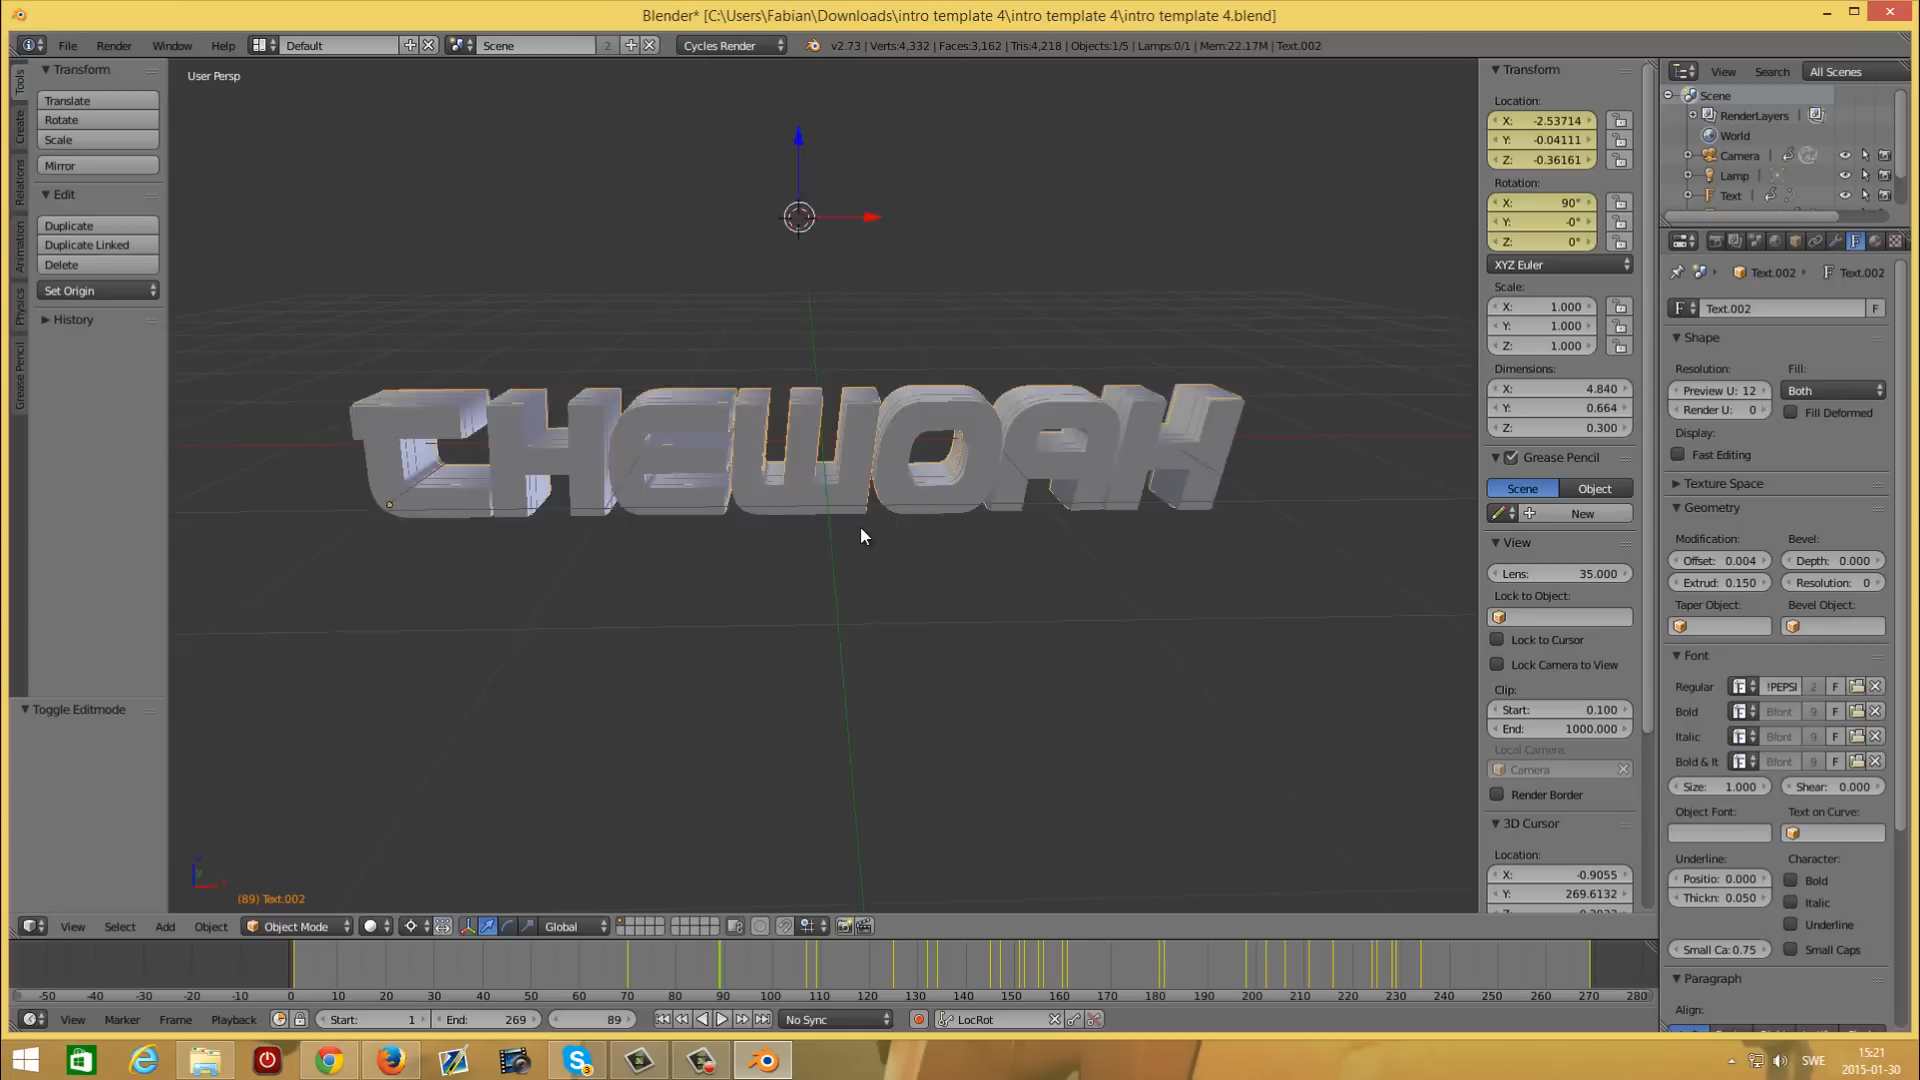 Blender* [C:\Users\Fabian\Downloads\intro template 4\intro template 4\intro template 4.blend]
File Render Window Help Default Scene 2 Cycles Render v2.73 | Verts:4,332 | Faces:3,162 | Tris:4,218 | Objects:1/5 | Lamps:0/1 | Mem:22.17M | Text.002
Tools
Create
Relations
Animation
Physics
Grease Pencil
Transform
Translate
Rotate
Scale
Mirror
Edit
Duplicate
Duplicate Linked
Delete
Set Origin
History
Toggle Editmode
User Persp
CHEWOAH
(89) Text.002
Transform
Location:
X: -2.53714
Y: -0.04111
Z: -0.36161
Rotation:
X: 90°
Y: -0°
Z: 0°
XYZ Euler
Scale:
X: 1.000
Y: 1.000
Z: 1.000
Dimensions:
X: 4.840
Y: 0.664
Z: 0.300
Grease Pencil
Scene Object
New
View
Lens: 35.000
Lock to Object:
Lock to Cursor
Lock Camera to View
Clip:
Start: 0.100
End: 1000.000
Local Camera:
Camera
Render Border
3D Cursor
Location:
X: -0.9055
Y: 269.6132
View Search All Scenes
Scene
RenderLayers
World
Camera
Lamp
Text
Text.002 Text.002
F Text.002 F
Shape
Resolution: Fill:
Preview U: 12 Both
Render U: 0 Fill Deformed
Display:
Fast Editing
Texture Space
Geometry
Modification: Bevel:
Offset: 0.004 Depth: 0.000
Extrud: 0.150 Resolution: 0
Taper Object: Bevel Object:
Font
Regular !PEPSI 2 F
Bold Bfont 9 F
Italic Bfont 9 F
Bold & It Bfont 9 F
Size: 1.000 Shear: 0.000
Object Font: Text on Curve:
Underline: Character:
Positio: 0.000 Bold
Thickn: 0.050 Italic
Underline
Small Ca: 0.75 Small Caps
Paragraph
Align:
View Select Add Object Object Mode Global
-50 -40 -30 -20 -10 0 10 20 30 40 50 60 70 80 90 100 110 120 130 140 150 160 170 180 190 200 210 220 230 240 250 260 270 280
View Marker Frame Playback Start: 1 End: 269 89 No Sync LocRot
SWE
15:21
2015-01-30